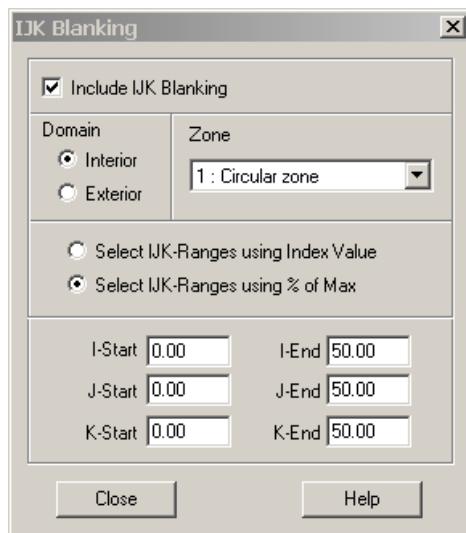 IJK Blanking
Include IJK Blanking
Domain
Interior
Exterior
Zone
1 : Circular zone
Select IJK-Ranges using Index Value
Select IJK-Ranges using % of Max
I-Start 0.00 I-End 50.00
J-Start 0.00 J-End 50.00
K-Start 0.00 K-End 50.00
Close Help